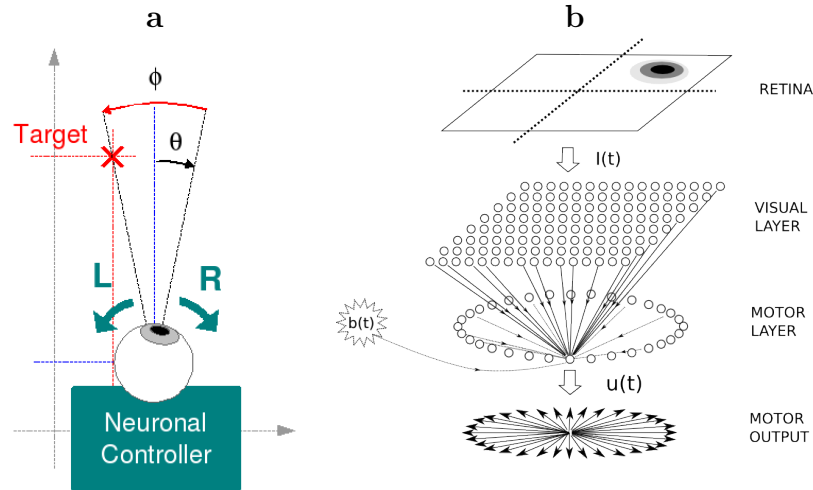 a
ϕ
Target
θ
L
R
Neuronal
Controller
b
RETINA
I(t)
VISUAL
LAYER
b(t)
MOTOR
LAYER
u(t)
MOTOR
OUTPUT